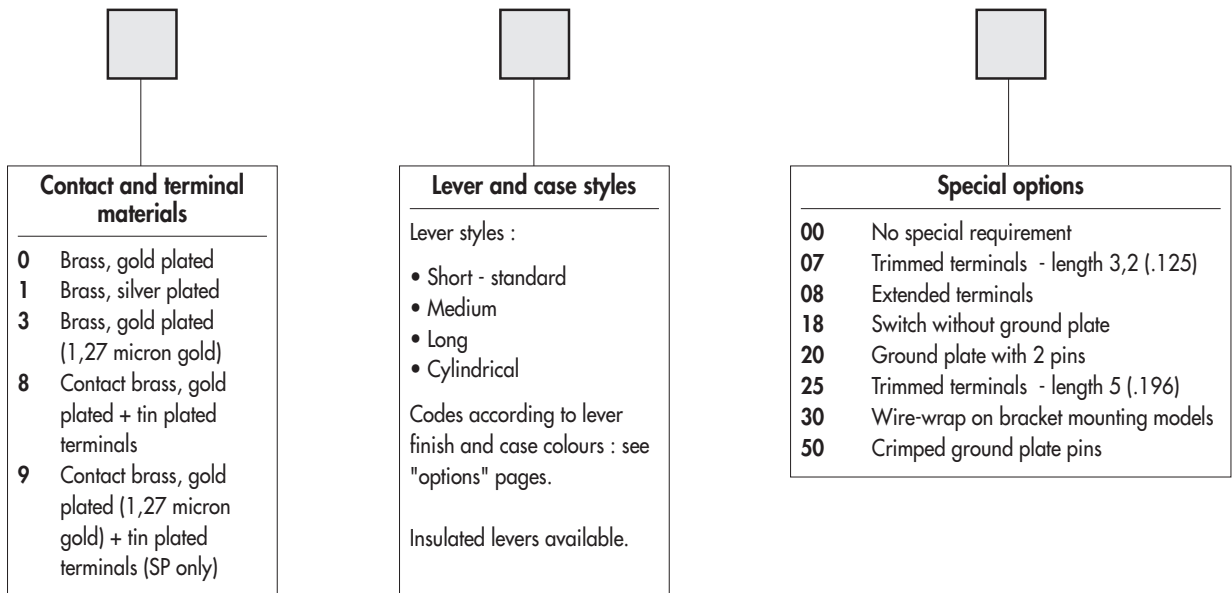 Contact and terminal
materials
0 Brass, gold plated
1 Brass, silver plated
3 Brass, gold plated
(1,27 micron gold)
8 Contact brass, gold
plated + tin plated
terminals
9 Contact brass, gold
plated (1,27 micron
gold) + tin plated
terminals (SP only)
Lever and case styles
Lever styles :
• Short - standard
• Medium
• Long
• Cylindrical
Codes according to lever
finish and case colours : see
"options" pages.
Insulated levers available.
Special options
00 No special requirement
07 Trimmed terminals - length 3,2 (.125)
08 Extended terminals
18 Switch without ground plate
20 Ground plate with 2 pins
25 Trimmed terminals - length 5 (.196)
30 Wire-wrap on bracket mounting models
50 Crimped ground plate pins